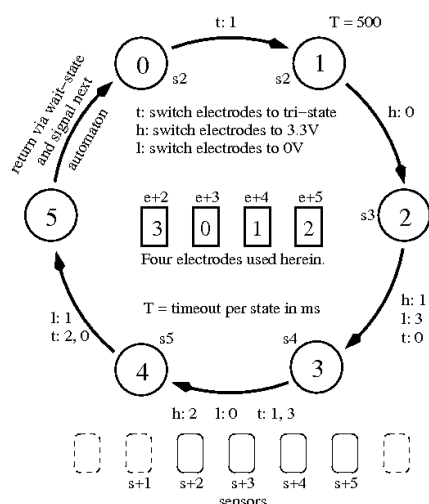 t: 1
T = 500
0
s2
s2
1
return via wait-state
and signal next
automaton
t: switch electrodes to tri-state
h: switch electrodes to 3.3V
l: switch electrodes to 0V
h: 0
e+2 e+3 e+4 e+5
5
3 0 1 2
s3
2
Four electrodes used herein.
T = timeout per state in ms
l: 1
t: 2, 0
h: 1
l: 3
t: 0
s5
s4
4
3
h: 2 l: 0 t: 1, 3
s+1 s+2 s+3 s+4 s+5
sensors